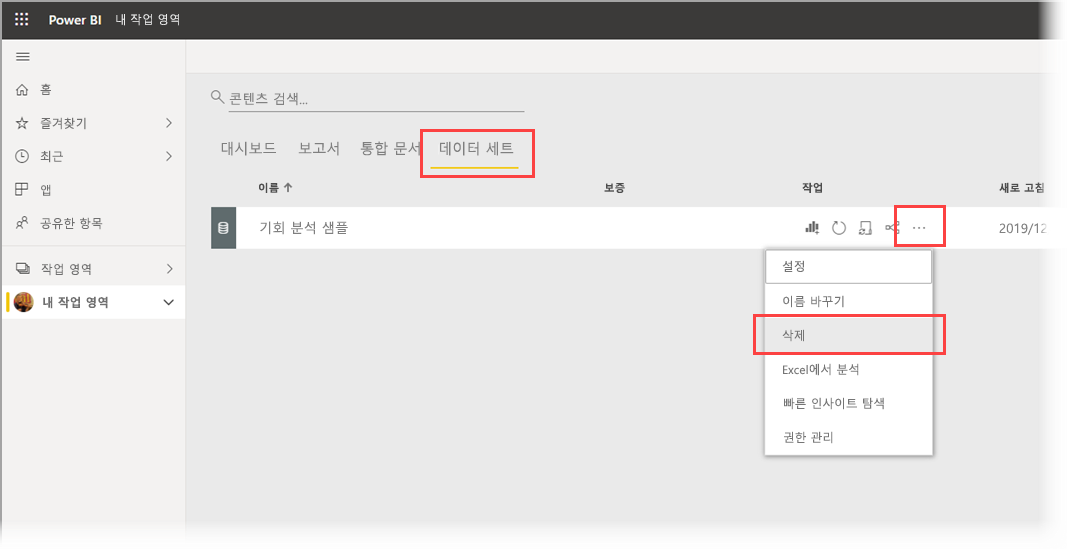 Power BI 내 작업 영역
홈
즐겨찾기
최근
앱
공유한 항목
작업 영역
내 작업 영역
콘텐츠 검색...
대시보드 보고서 통합 문서 데이터 세트
이름 ↑ 보증 작업 새로 고침
기회 분석 샘플 ... 2019/12
설정
이름 바꾸기
삭제
Excel에서 분석
빠른 인사이트 탐색
권한 관리